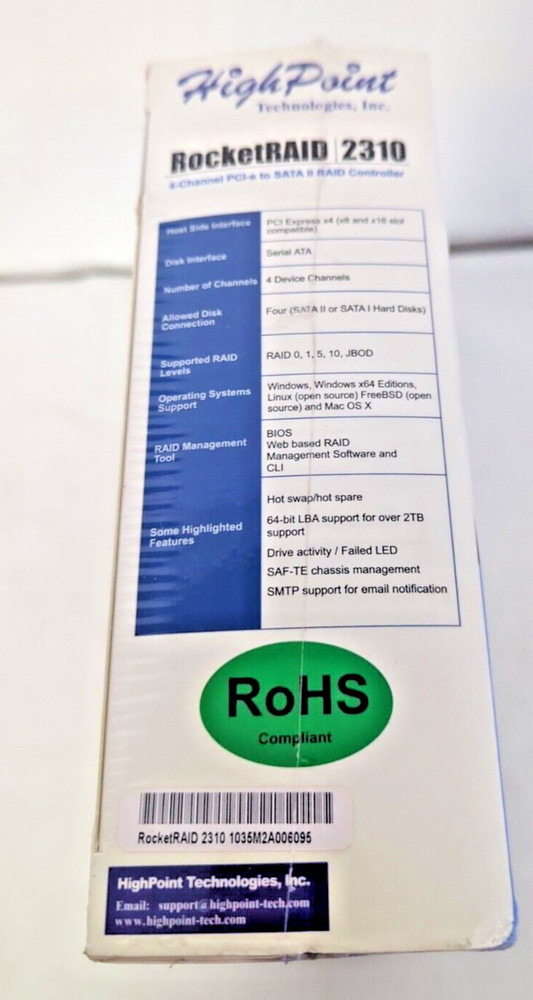 HighPoint
Technologies, Inc.
RocketRAID 2310
4-Channel PCI-e to SATA II RAID Controller
Host Side Interface
PCI Express x4 (x8 and x16 slot
compatible)
Disk Interface
Serial ATA
Number of Channels
4 Device Channels
Allowed Disk
Connection
Four (SATA II or SATA I Hard Disks)
Supported RAID
Levels
RAID 0, 1, 5, 10, JBOD
Operating Systems
Support
Windows, Windows x64 Editions,
Linux (open source) FreeBSD (open
source) and Mac OS X
RAID Management
Tool
BIOS
Web based RAID
Management Software and
CLI
Some Highlighted
Features
Hot swap/hot spare
64-bit LBA support for over 2TB
support
Drive activity / Failed LED
SAF-TE chassis management
SMTP support for email notification
RoHS
Compliant
RocketRAID 2310 1035M2A006095
HighPoint Technologies, Inc.
Email: support@highpoint-tech.com
www.highpoint-tech.com